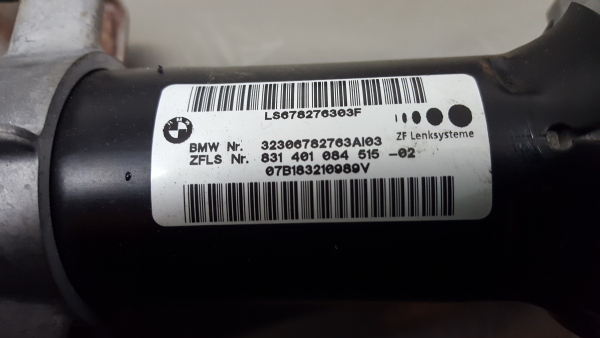 LS678276303F
BMW Nr. 32306782763AI03
ZFLS Nr. 831 401 084 515 -02
07B183210989V
ZF Lenksysteme